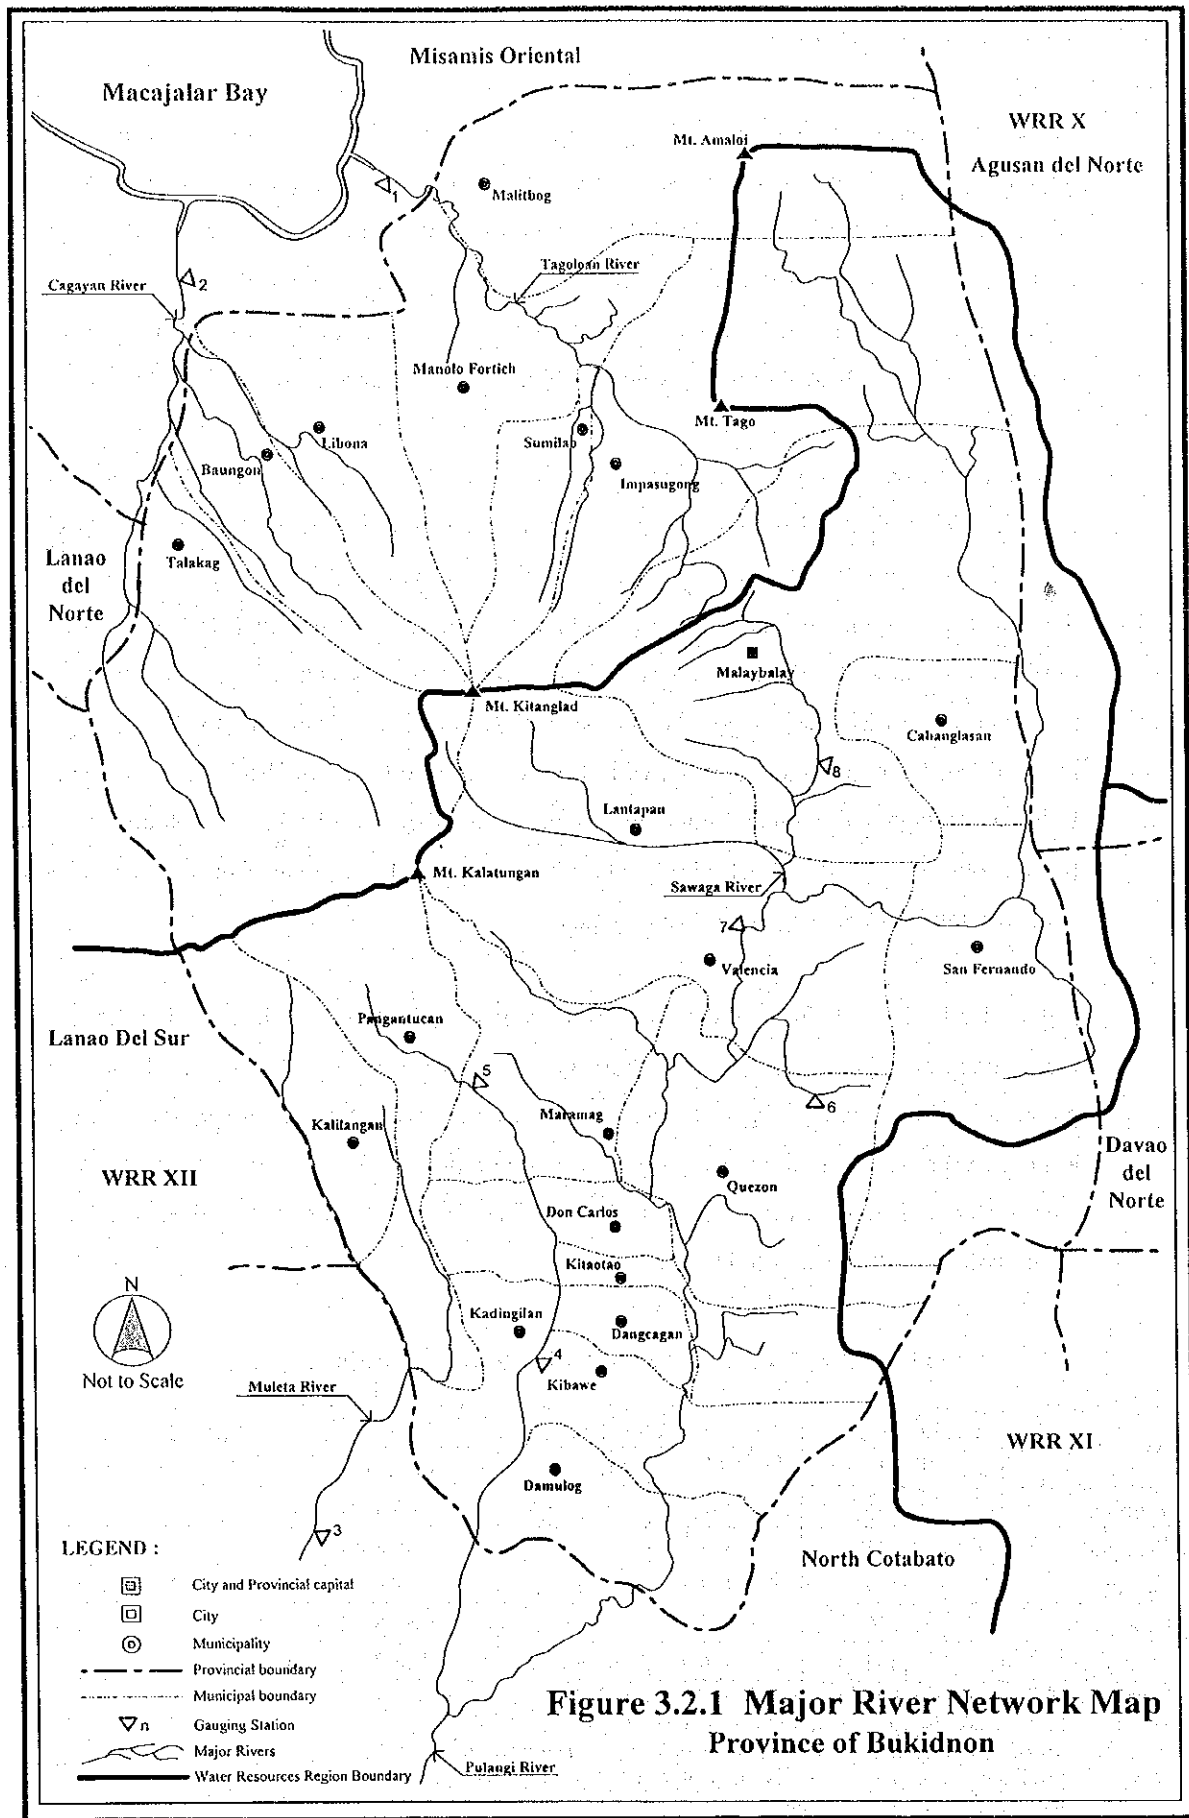 Misamis Oriental
Macajalar Bay
WRR X
Agusan del Norte
Mt. Amaloi
1
Malitbog
Tagoloan River
2
Cagayan River
Manolo Fortich
Mt. Tago
Libona
Sumilao
Baungon
Impasugong
Lanao
del
Norte
Talakag
Malaybalay
Mt. Kitanglad
Cabanglasan
8
Lantapan
Mt. Kalatungan
Sawaga River
7
Valencia
San Fernando
Lanao Del Sur
Pangantucan
5
Maramag
6
Kalilangan
Davao
del
Norte
WRR XII
Quezon
Don Carlos
Kitaotao
N
Kadingilan
Dangcagan
4
Kibawe
Not to Scale
Muleta River
WRR XI
Damulog
3
LEGEND :
North Cotabato
City and Provincial capital
City
Municipality
Provincial boundary
Municipal boundary
n Gauging Station
Major Rivers
Water Resources Region Boundary
Pulangi River
Figure 3.2.1 Major River Network Map
Province of Bukidnon